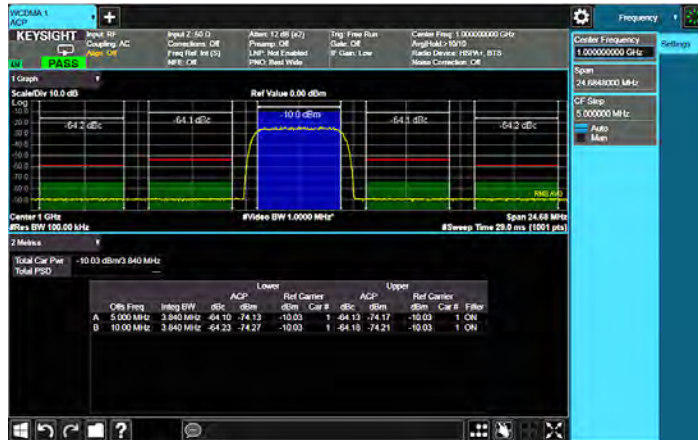 WCDMA 1
ACP
+
Frequency
KEYSIGHT
Input: RF
Coupling: AC
Align: Off
Input Z: 50 Ω
Corrections: Off
Freq Ref: Int (S)
NFE: Off
Atten: 12 dB (x2)
Preamp: Off
LNP: Not Enabled
PNO: Best Wide
Trig: Free Run
Gate: Off
IF Gain: Low
Center Freq: 1.000000000 GHz
Avg|Hold:>10/10
Radio Device: HSPA+, BTS
Noise Correction: Off
PASS
Center Frequency
1.000000000 GHz
Settings
Span
24.6848000 MHz
CF Step
5.000000 MHz
Auto
Man
1 Graph
Scale/Div 10.0 dB
Ref Value 0.00 dBm
Log
-64.2 dBc
-64.1 dBc
-10.0 dBm
-64.1 dBc
-64.2 dBc
RMS AVG
Center 1 GHz
#Video BW 1.0000 MHz*
Span 24.68 MHz
#Res BW 100.00 kHz
#Sweep Time 29.0 ms (1001 pts)
2 Metrics
Total Car Pwr -10.03 dBm/3.840 MHz
Total PSD ---
Lower Upper
ACP Ref Carrier ACP Ref Carrier
Offs Freq Integ BW dBc dBm dBm Car # dBc dBm dBm Car # Filter
A 5.000 MHz 3.840 MHz -64.10 -74.13 -10.03 1 -64.13 -74.17 -10.03 1 ON
B 10.00 MHz 3.840 MHz -64.23 -74.27 -10.03 1 -64.18 -74.21 -10.03 1 ON
?